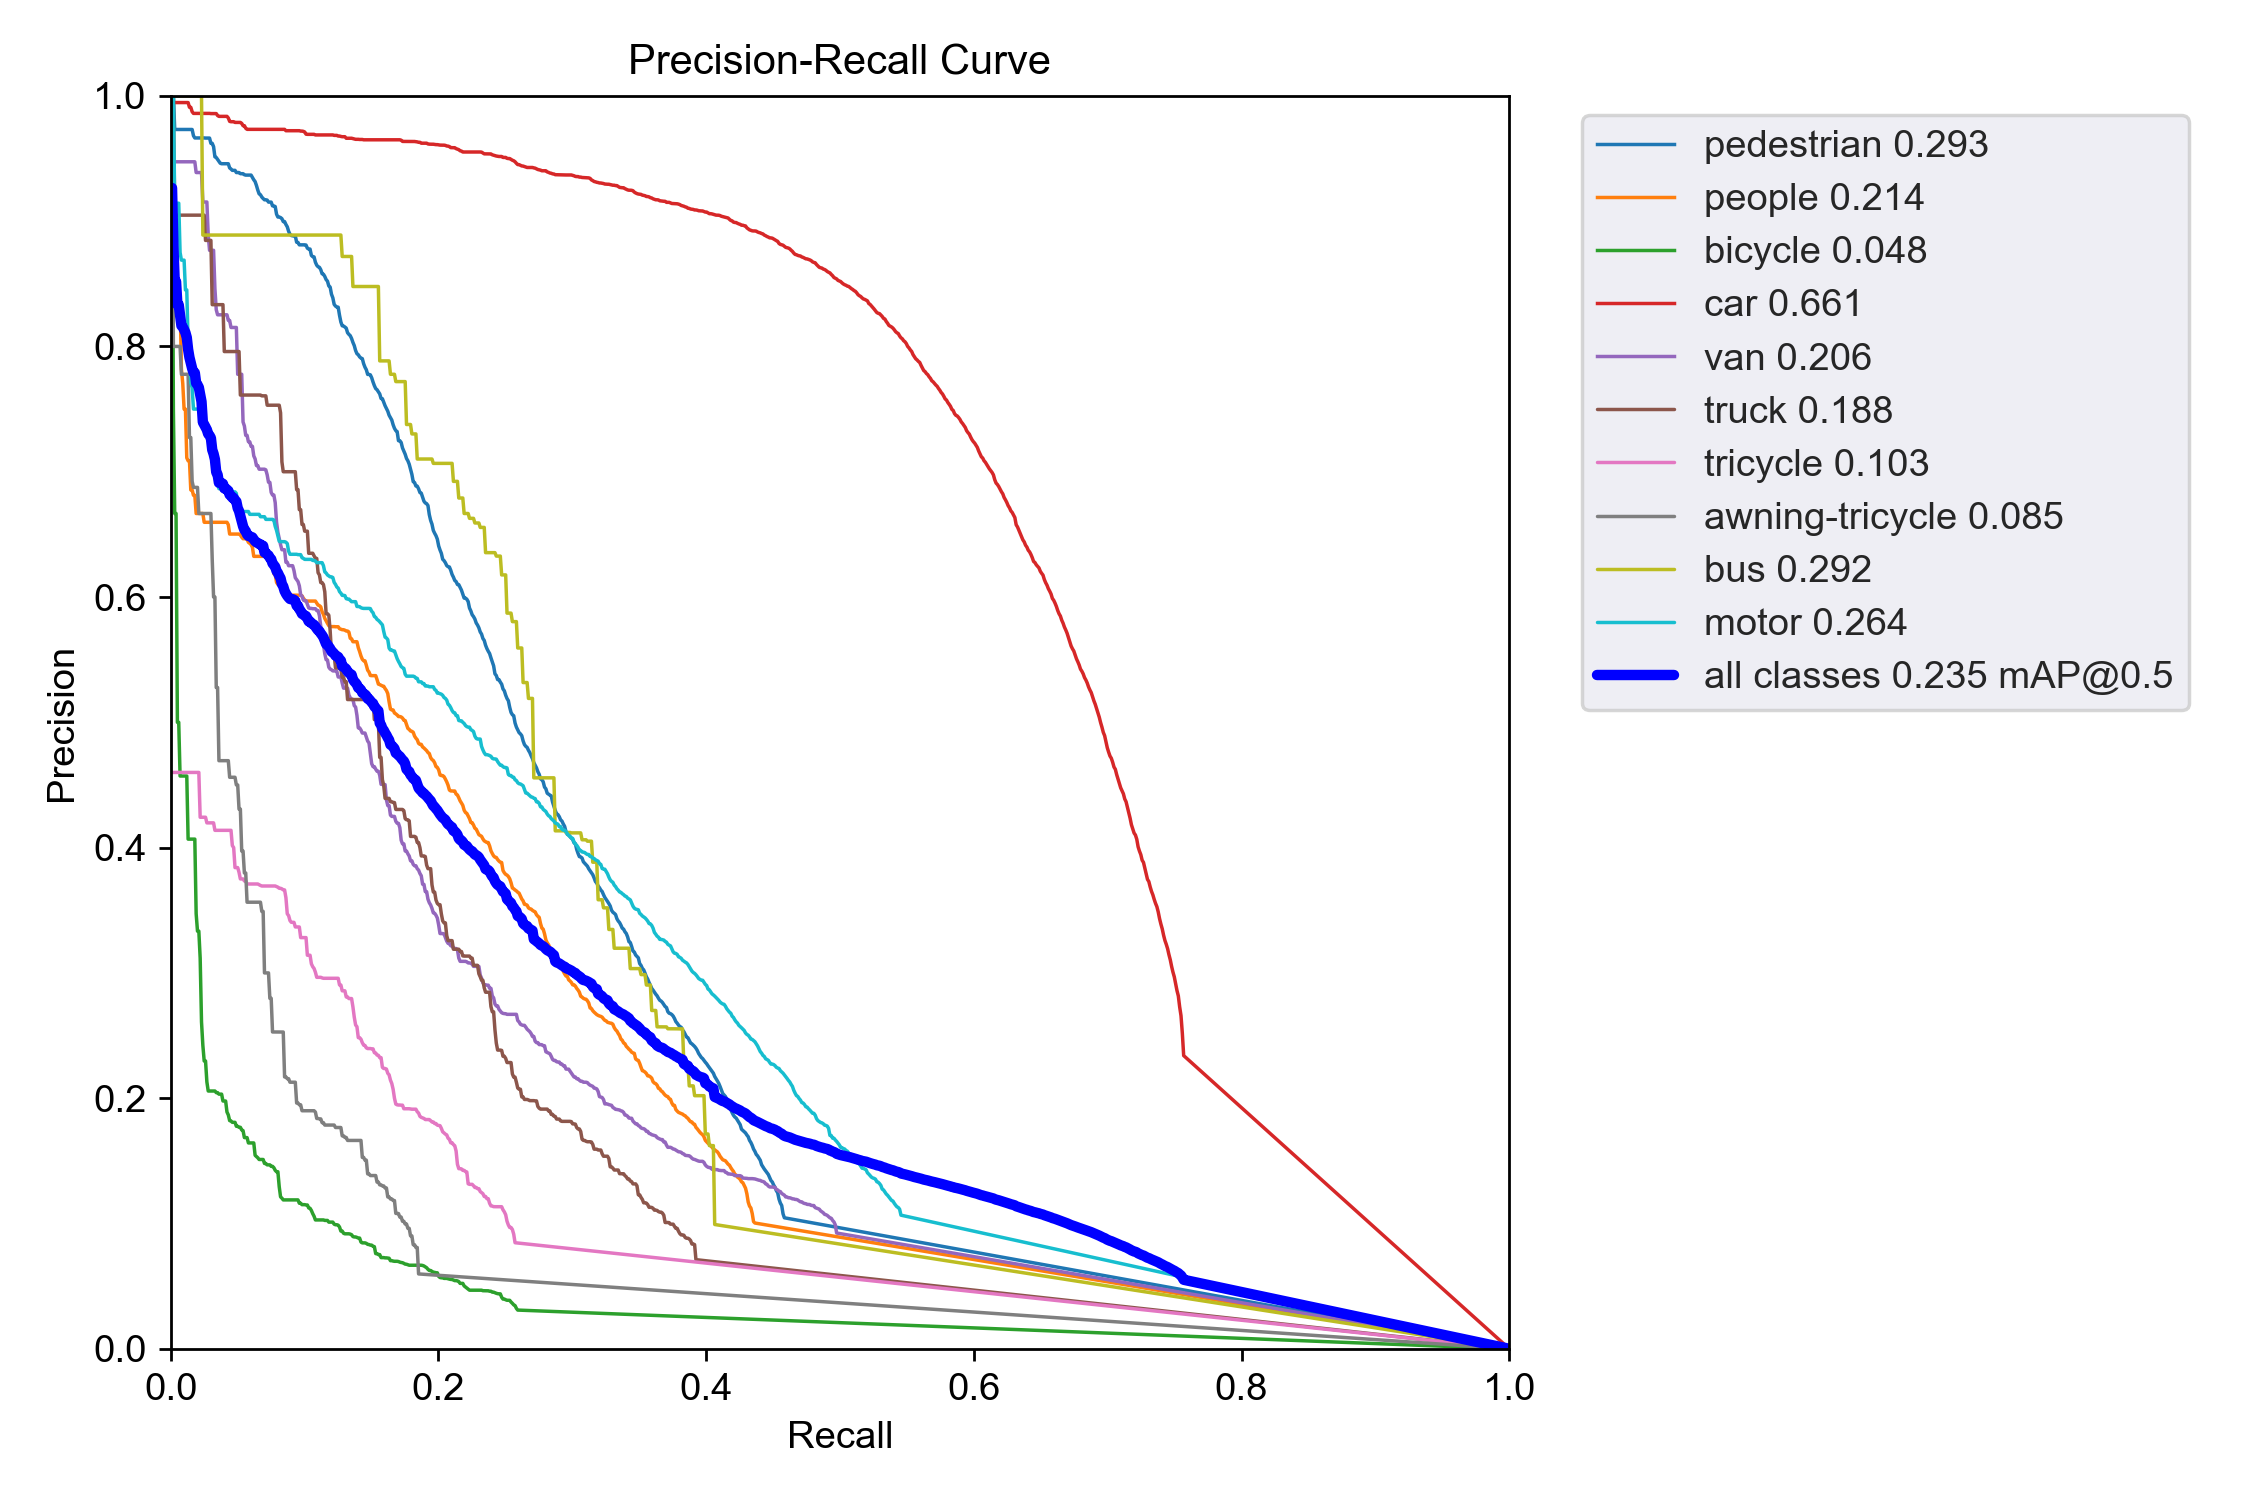 Precision-Recall Curve
1.0
0.8
0.6
0.4
0.2
0.0
Precision
0.0 0.2 0.4 0.6 0.8 1.0
Recall
pedestrian 0.293
people 0.214
bicycle 0.048
car 0.661
van 0.206
truck 0.188
tricycle 0.103
awning-tricycle 0.085
bus 0.292
motor 0.264
all classes 0.235 mAP@0.5